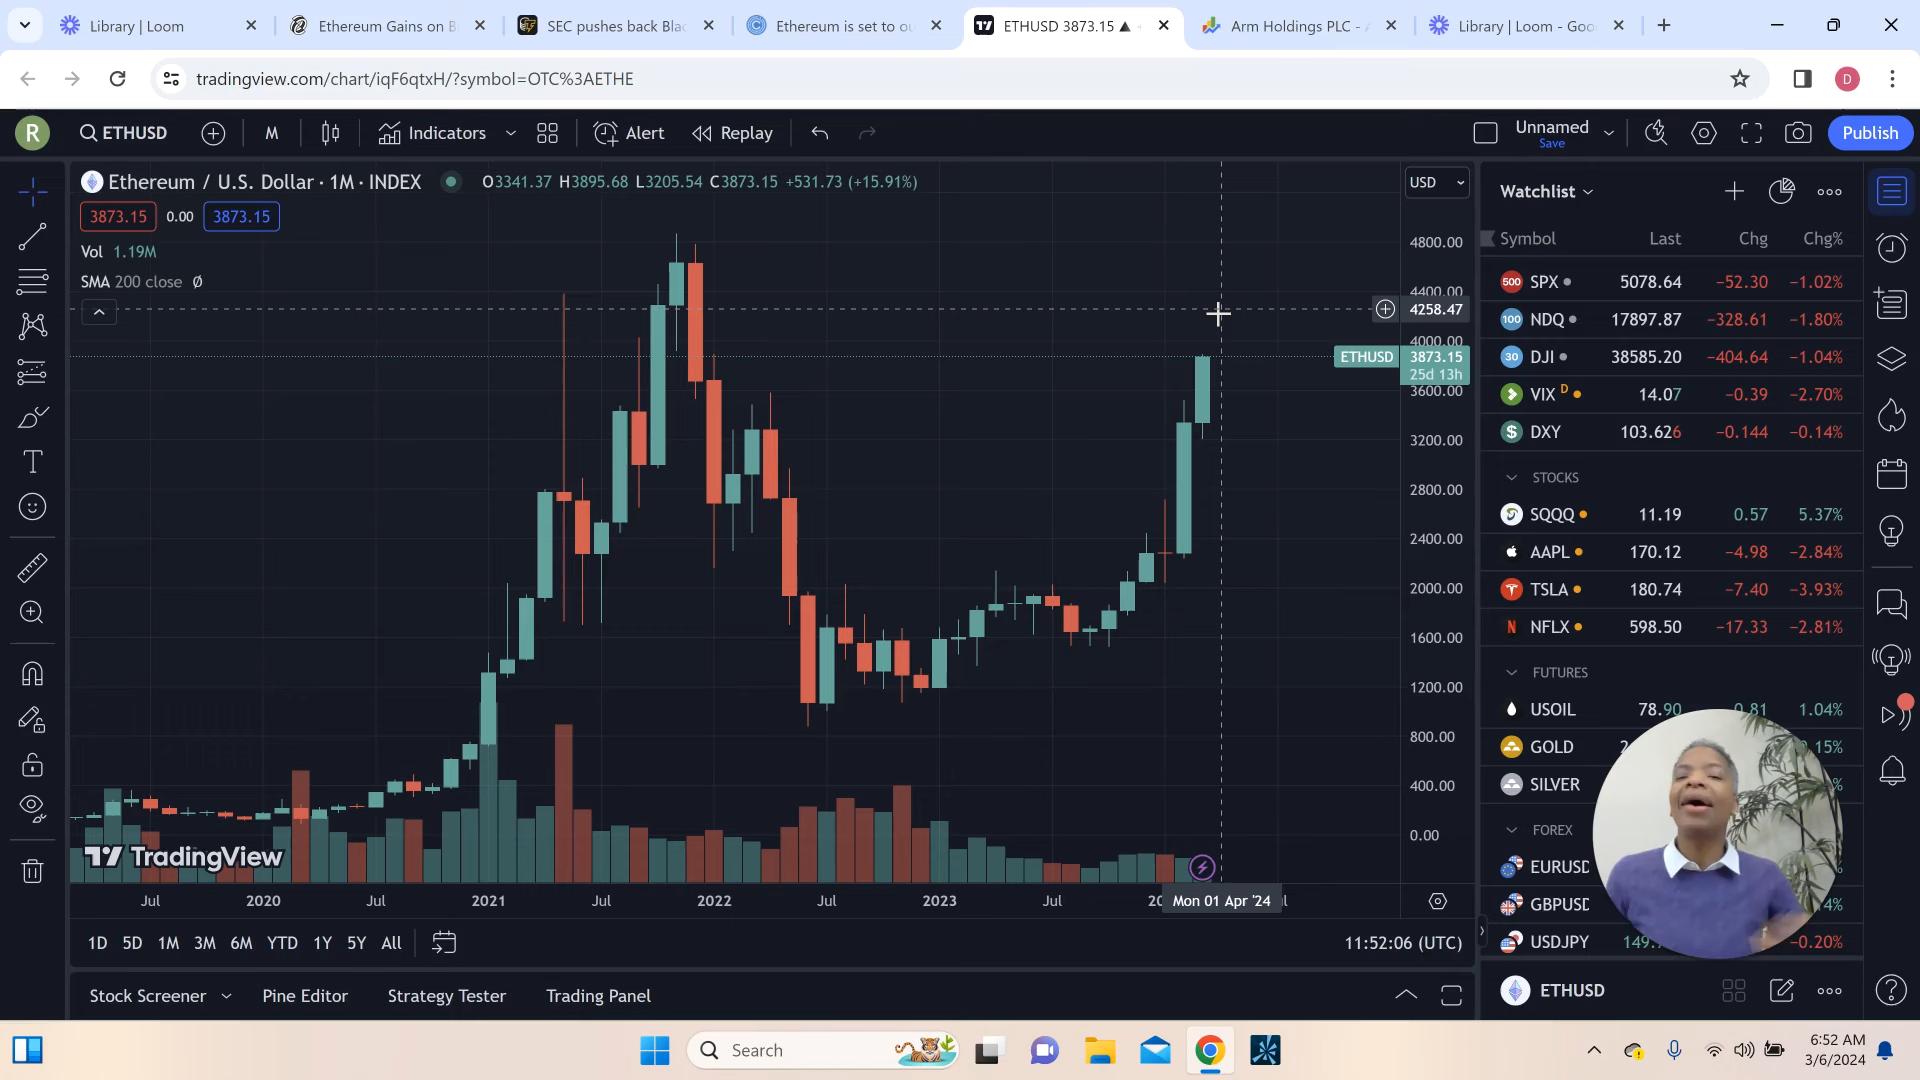 Library | Loom
Ethereum Gains on B
SEC pushes back Blac
Ethereum is set to ou
ETHUSD 3873.15 ▲
Arm Holdings PLC -
Library | Loom - Goo
tradingview.com/chart/iqF6qtxH/?symbol=OTC%3AETHE
D
R
ETHUSD
M
Indicators
Alert
Replay
Unnamed
Save
Publish
Ethereum / U.S. Dollar · 1M · INDEX
O3341.37 H3895.68 L3205.54 C3873.15 +531.73 (+15.91%)
USD
3873.15 0.00 3873.15
Vol 1.19M
SMA 200 close Ø
4800.00
4400.00
4258.47
4000.00
ETHUSD 3873.15
25d 13h
3600.00
3200.00
2800.00
2400.00
2000.00
1600.00
1200.00
800.00
400.00
0.00
TradingView
Jul
2020
Jul
2021
Jul
2022
Jul
2023
Jul
Mon 01 Apr '24
1D 5D 1M 3M 6M YTD 1Y 5Y All
11:52:06 (UTC)
Stock Screener
Pine Editor
Strategy Tester
Trading Panel
Watchlist
Symbol Last Chg Chg%
500 SPX 5078.64 −52.30 −1.02%
100 NDQ 17897.87 −328.61 −1.80%
30 DJI 38585.20 −404.64 −1.04%
VIX D 14.07 −0.39 −2.70%
$ DXY 103.626 −0.144 −0.14%
STOCKS
SQQQ 11.19 0.57 5.37%
AAPL 170.12 −4.98 −2.84%
TSLA 180.74 −7.40 −3.93%
N NFLX 598.50 −17.33 −2.81%
FUTURES
USOIL 78.90 0.81 1.04%
GOLD
SILVER
FOREX
EURUSD
GBPUSD
USDJPY −0.20%
ETHUSD
Search
6:52 AM
3/6/2024